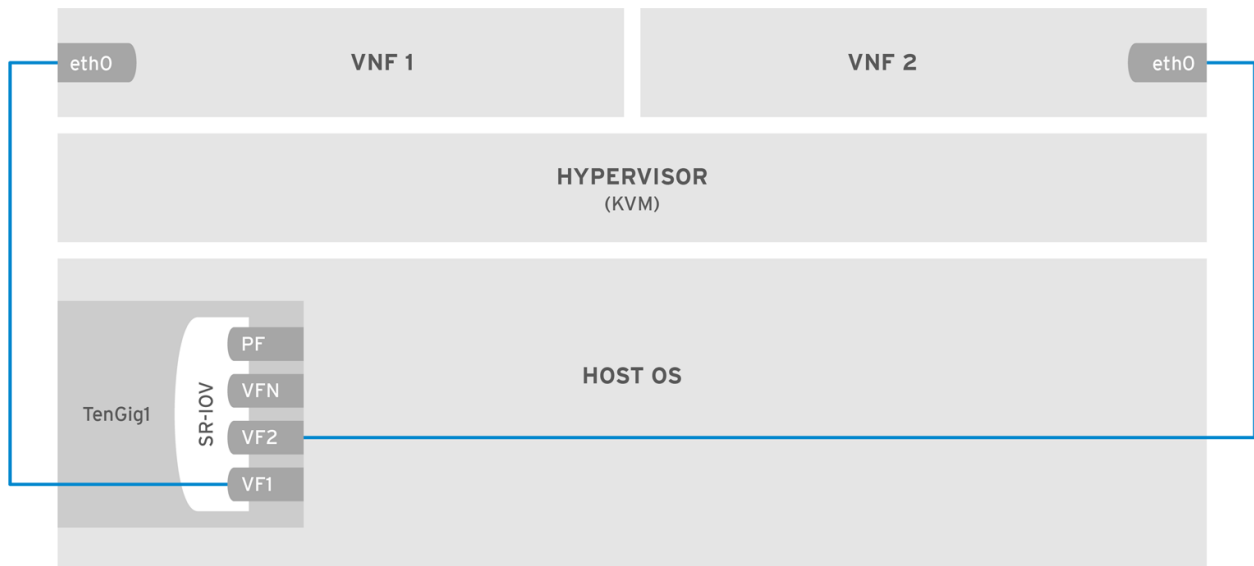 eth0
VNF 1
VNF 2
eth0
HYPERVISOR
(KVM)
HOST OS
TenGig1
SR-IOV
PF
VFN
VF2
VF1